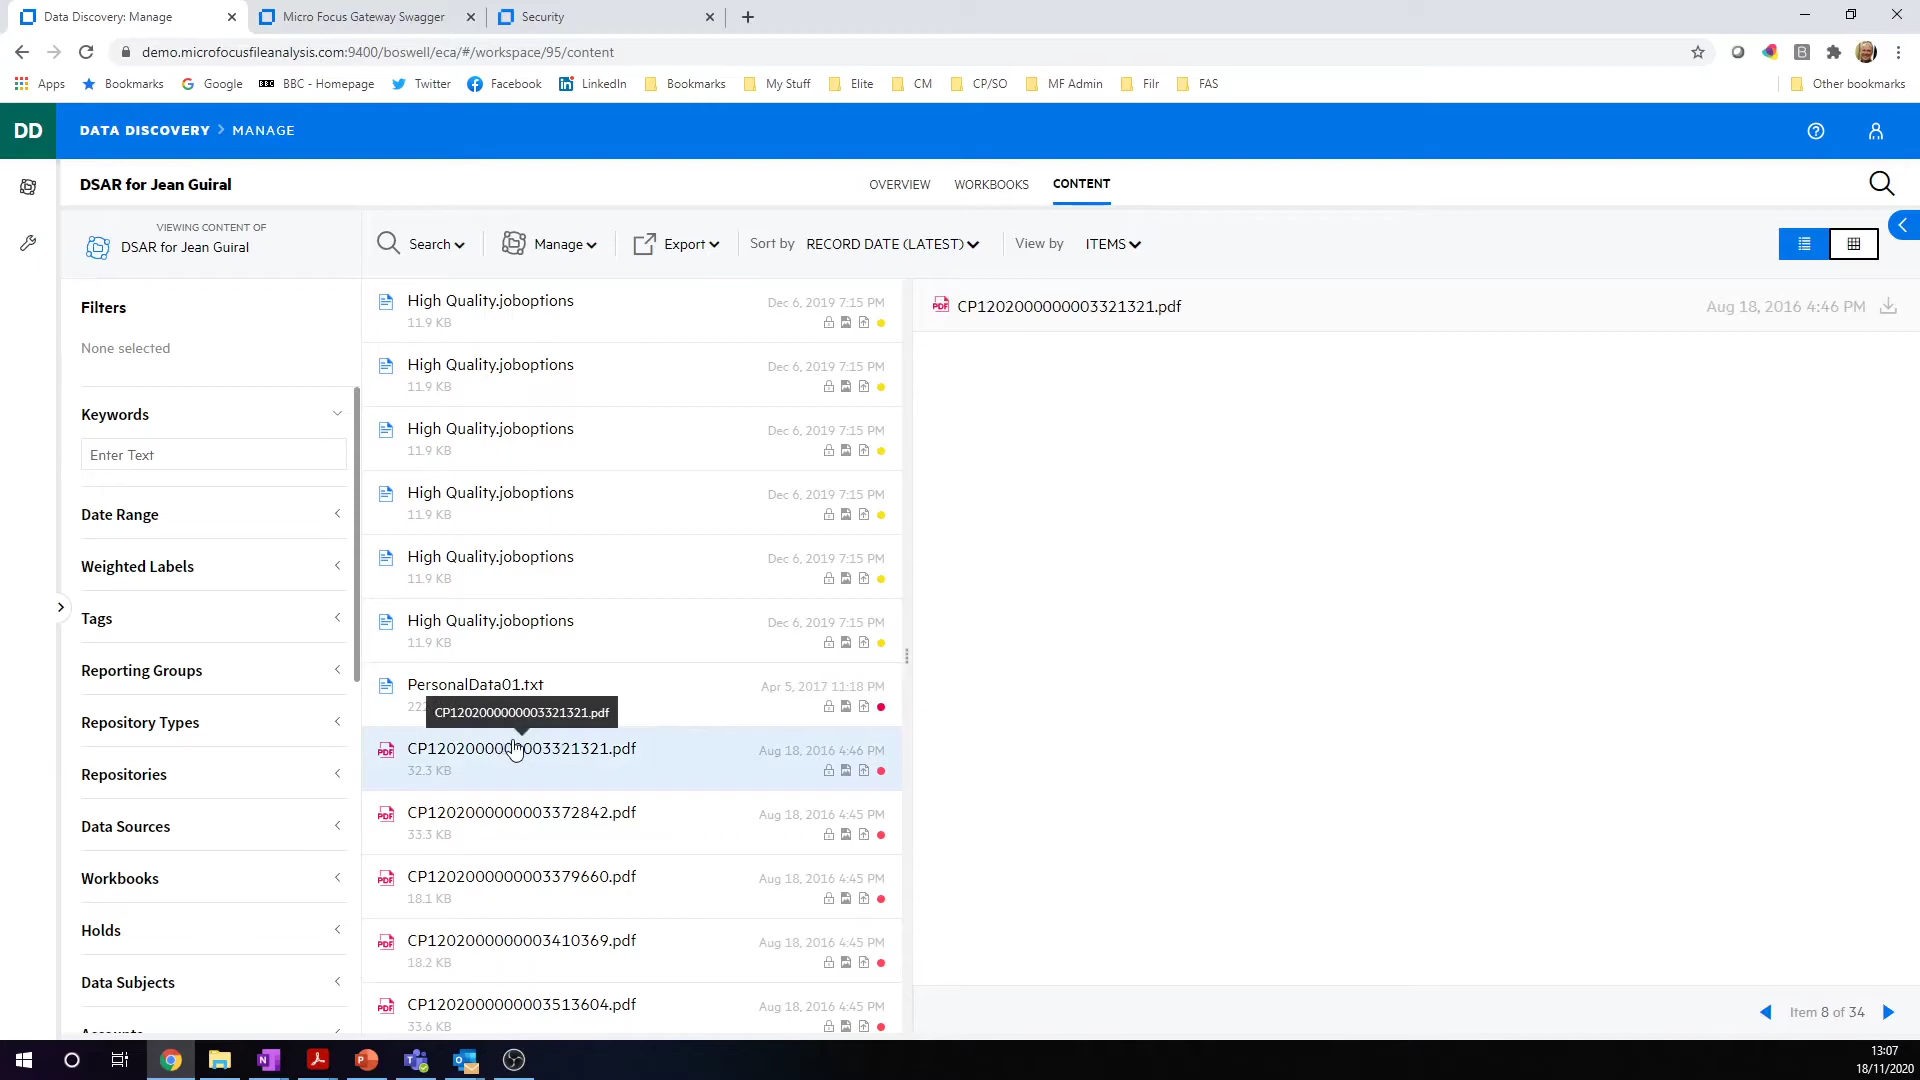 Data Discovery: Manage
Micro Focus Gateway Swagger
Security
demo.microfocusfileanalysis.com:9400/boswell/eca/#/workspace/95/content
Apps
Bookmarks
Google
BBC - Homepage
Twitter
Facebook
LinkedIn
Bookmarks
My Stuff
Elite
CM
CP/SO
MF Admin
Filr
FAS
Other bookmarks
DD
DATA DISCOVERY > MANAGE
DSAR for Jean Guiral
OVERVIEW
WORKBOOKS
CONTENT
VIEWING CONTENT OF
DSAR for Jean Guiral
Search
Manage
Export
Sort by RECORD DATE (LATEST)
View by ITEMS
Filters
None selected
Keywords
Enter Text
Date Range
Weighted Labels
Tags
Reporting Groups
Repository Types
Repositories
Data Sources
Workbooks
Holds
Data Subjects
High Quality.joboptions
Dec 6, 2019 7:15 PM
11.9 KB
High Quality.joboptions
Dec 6, 2019 7:15 PM
11.9 KB
High Quality.joboptions
Dec 6, 2019 7:15 PM
11.9 KB
High Quality.joboptions
Dec 6, 2019 7:15 PM
11.9 KB
High Quality.joboptions
Dec 6, 2019 7:15 PM
11.9 KB
High Quality.joboptions
Dec 6, 2019 7:15 PM
11.9 KB
PersonalData01.txt
Apr 5, 2017 11:18 PM
CP1202000000003321321.pdf
CP1202000000003321321.pdf
Aug 18, 2016 4:46 PM
32.3 KB
CP1202000000003372842.pdf
Aug 18, 2016 4:45 PM
33.3 KB
CP1202000000003379660.pdf
Aug 18, 2016 4:45 PM
18.1 KB
CP1202000000003410369.pdf
Aug 18, 2016 4:45 PM
18.2 KB
CP1202000000003513604.pdf
Aug 18, 2016 4:45 PM
33.6 KB
CP1202000000003321321.pdf
Aug 18, 2016 4:46 PM
Item 8 of 34
13:07
18/11/2020